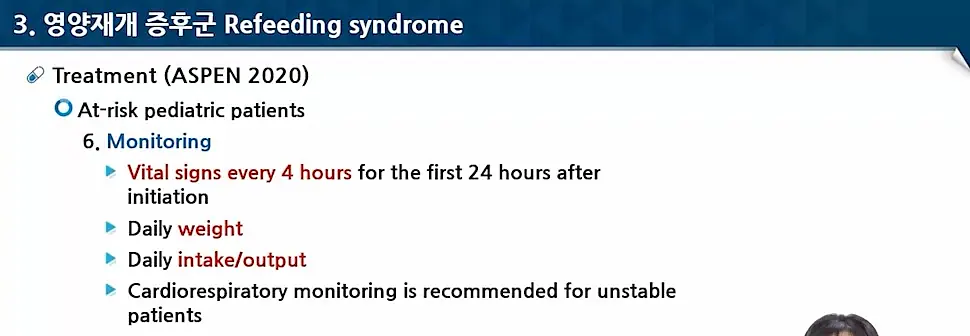 3. 영양재개 증후군 Refeeding syndrome
Treatment (ASPEN 2020)
At-risk pediatric patients
6. Monitoring
Vital signs every 4 hours for the first 24 hours after
initiation
Daily weight
Daily intake/output
Cardiorespiratory monitoring is recommended for unstable
patients